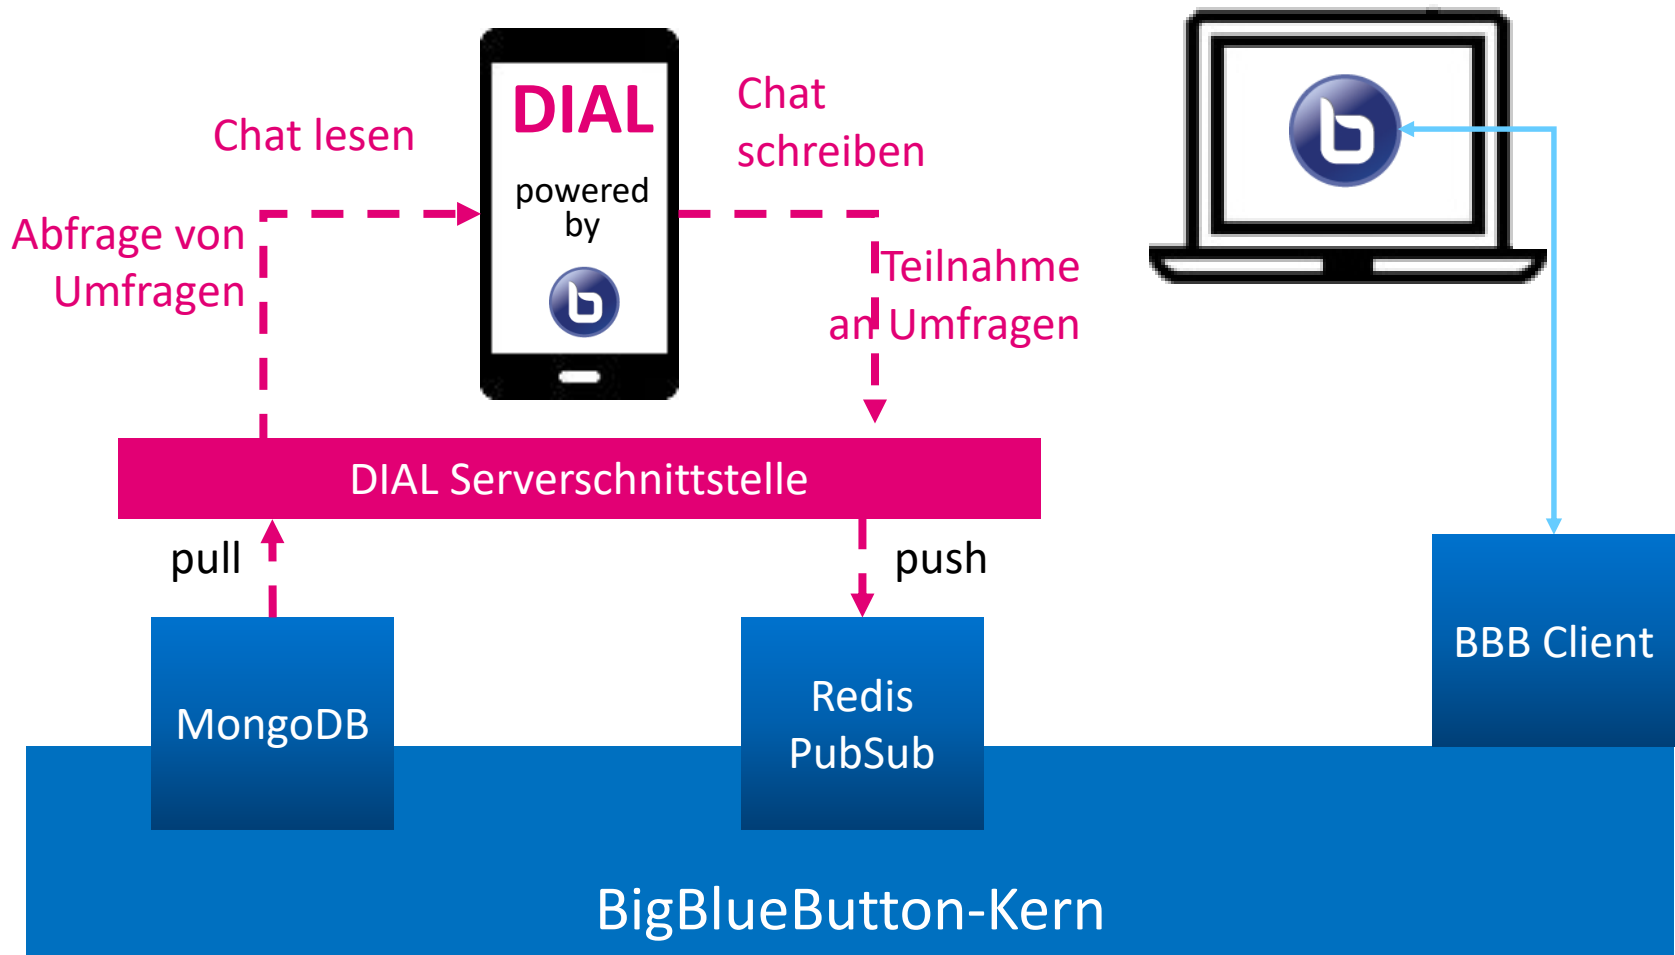 DIAL
powered
by
Chat lesen
Chat
schreiben
Abfrage von
Umfragen
Teilnahme
an Umfragen
DIAL Serverschnittstelle
pull
push
MongoDB
Redis
PubSub
BBB Client
BigBlueButton-Kern